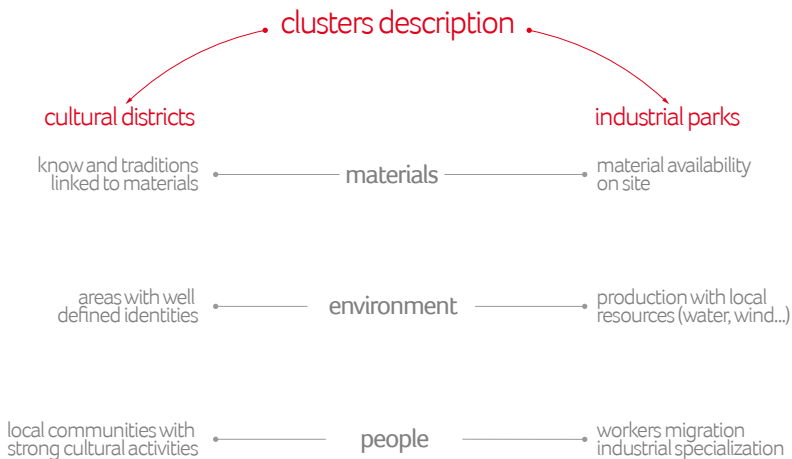 clusters description
cultural districts
industrial parks
know and traditions
linked to materials
materials
material availability
on site
areas with well
defined identities
environment
production with local
resources (water, wind...)
local communities with
strong cultural activities
people
workers migration
industrial specialization